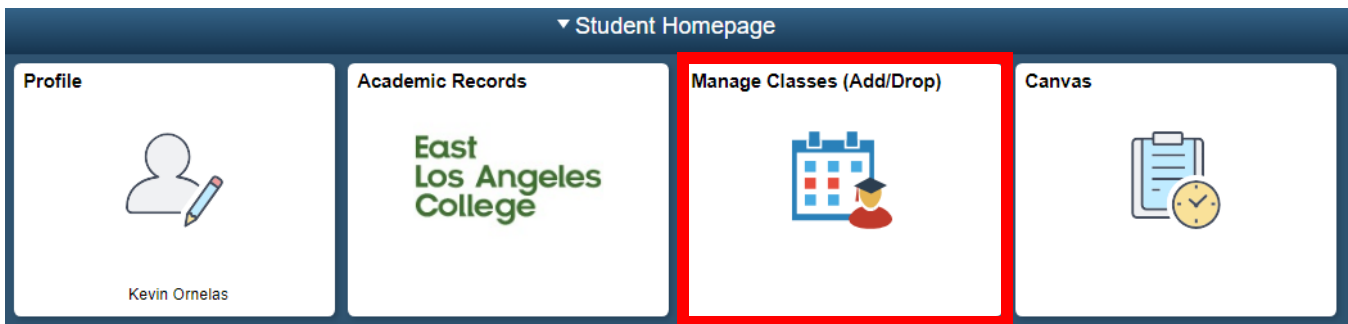 Student Homepage
Profile
Academic Records
Manage Classes (Add/Drop)
Canvas
East
Los Angeles
College
Kevin Ornelas